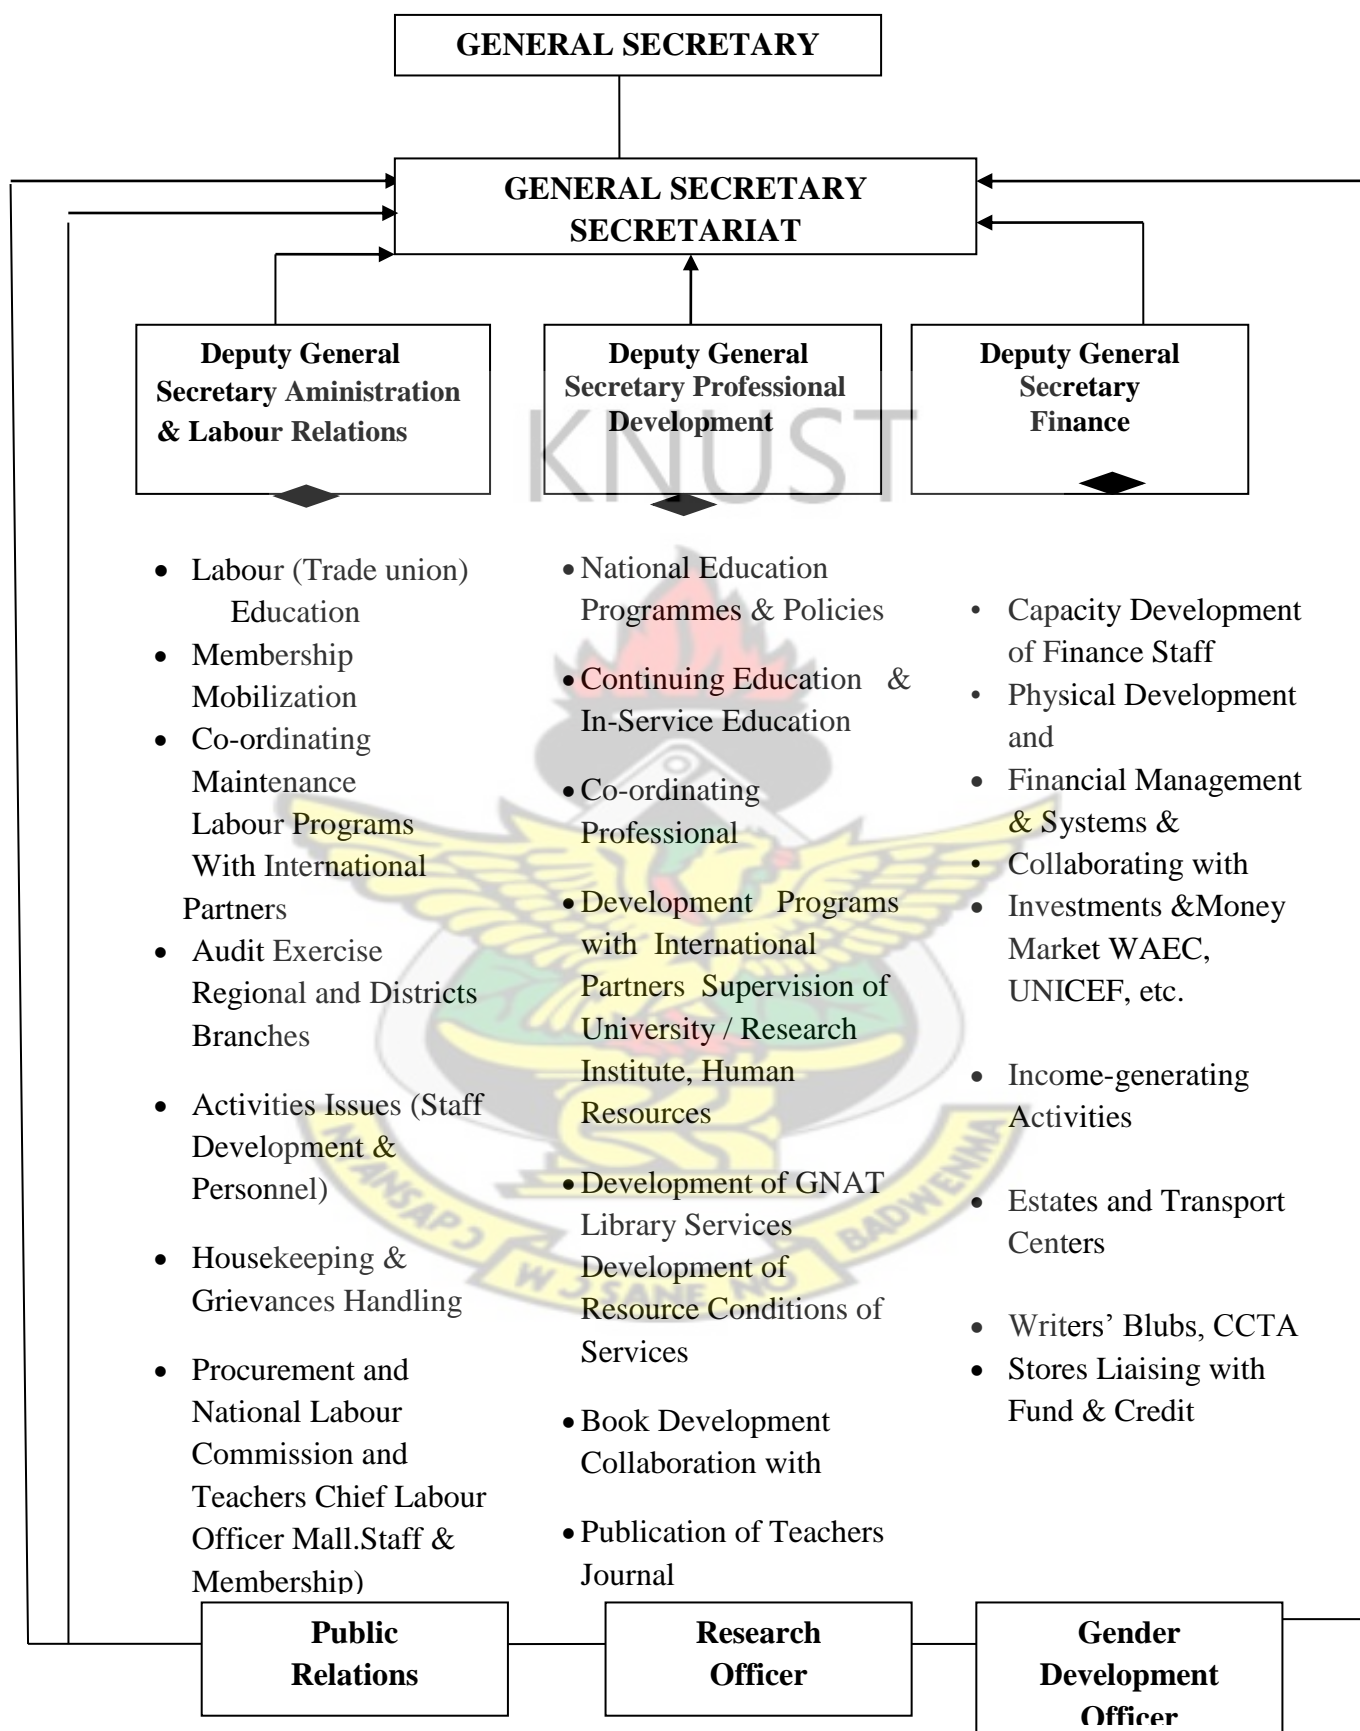 GENERAL SECRETARY
GENERAL SECRETARY
SECRETARIAT
Deputy General
Secretary Aministration
& Labour Relations
Deputy General
Secretary Professional
Development
Deputy General
Secretary
Finance
KNUST
• Labour (Trade union)
Education
• Membership
Mobilization
• Co-ordinating
Maintenance
Labour Programs
With International
Partners
• Audit Exercise
Regional and Districts
Branches
• Activities Issues (Staff
Development &
Personnel)
• Housekeeping &
Grievances Handling
• Procurement and
National Labour
Commission and
Teachers Chief Labour
Officer Mall.Staff &
Membership)
• National Education
Programmes & Policies
• Continuing Education &
In-Service Education
• Co-ordinating
Professional
• Development Programs
with International
Partners Supervision of
University / Research
Institute, Human
Resources
• Development of GNAT
Library Services
Development of
Resource Conditions of
Services
• Book Development
Collaboration with
• Publication of Teachers
Journal
• Capacity Development
of Finance Staff
• Physical Development
and
• Financial Management
& Systems &
• Collaborating with
• Investments &Money
Market WAEC,
UNICEF, etc.
• Income-generating
Activities
• Estates and Transport
Centers
• Writers’ Blubs, CCTA
• Stores Liaising with
Fund & Credit
NYANSAPƆ
WƆSANE NO
BADWENMA
Public
Relations
Research
Officer
Gender
Development
Officer